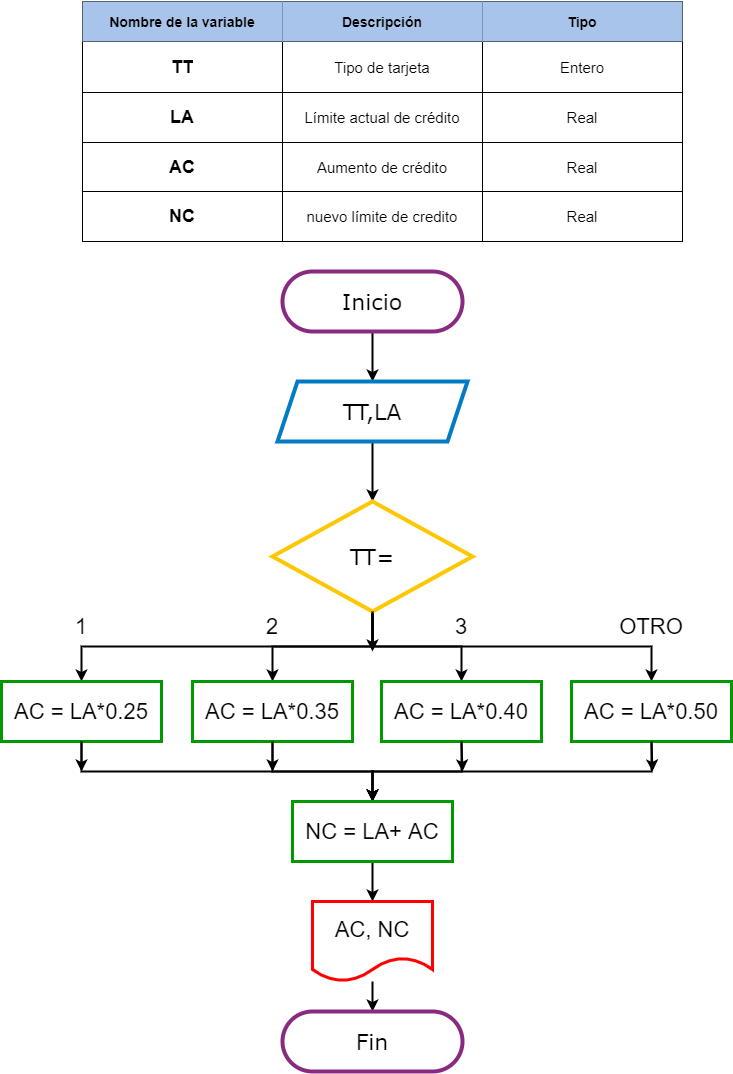 Nombre de la variable Descripción Tipo
TT Tipo de tarjeta Entero
LA Límite actual de crédito Real
AC Aumento de crédito Real
NC nuevo límite de credito Real
Inicio
TT,LA
TT=
1 2 3 OTRO
AC = LA*0.25 AC = LA*0.35 AC = LA*0.40 AC = LA*0.50
NC = LA+ AC
AC, NC
Fin